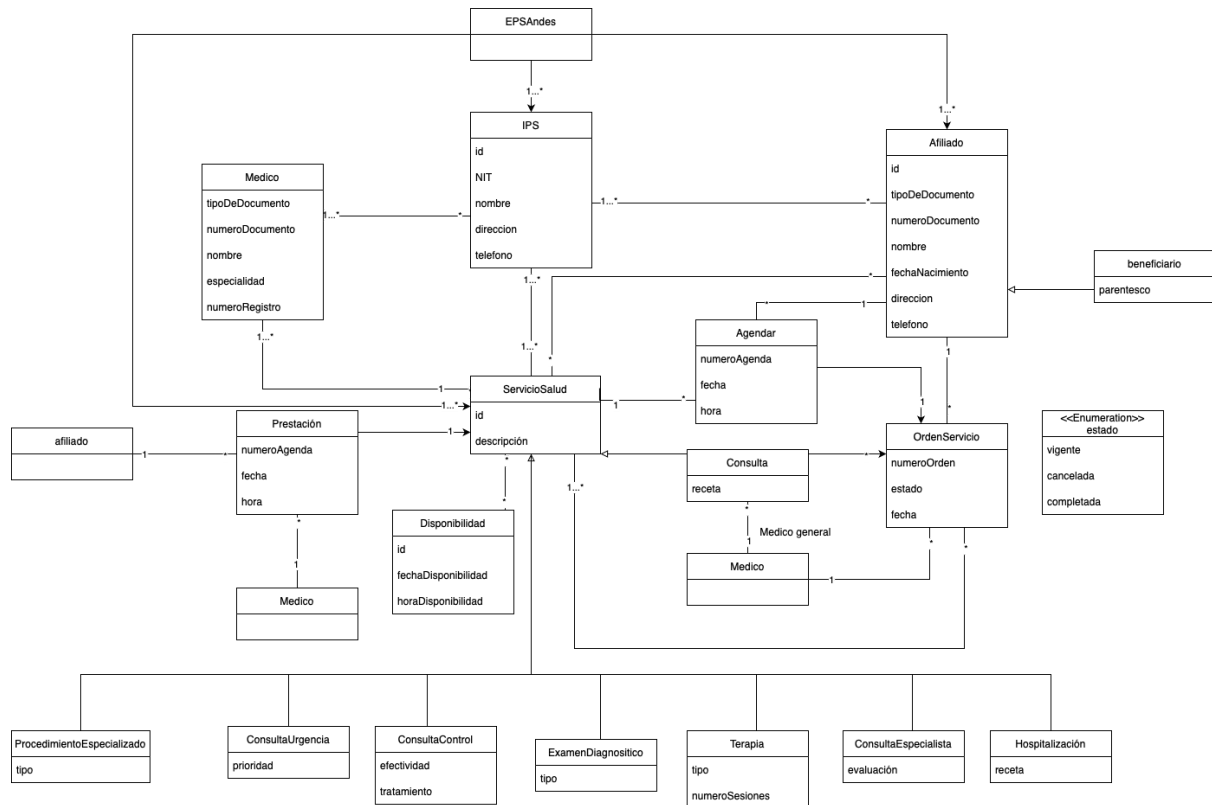 EPSAndes
1...*
1...*
IPS
id
NIT
nombre
direccion
telefono
Afiliado
id
tipoDeDocumento
numeroDocumento
nombre
fechaNacimiento
direccion
telefono
Medico
tipoDeDocumento
numeroDocumento
nombre
especialidad
numeroRegistro
1...*
*
1...*
*
beneficiario
parentesco
1...*
*
*
1
Agendar
numeroAgenda
fecha
hora
1...*
1...*
*
1
1
*
1
1...*
ServicioSalud
id
descripción
1
*
1
*
OrdenServicio
numeroOrden
estado
fecha
<<Enumeration>>
estado
vigente
cancelada
completada
afiliado
1
*
Prestación
numeroAgenda
fecha
hora
1
*
1
Medico
*
*
Disponibilidad
id
fechaDisponibilidad
horaDisponibilidad
Consulta
receta
*
*
1
Medico general
Medico
1
*
1...*
*
ProcedimientoEspecializado
tipo
ConsultaUrgencia
prioridad
ConsultaControl
efectividad
tratamiento
ExamenDiagnositico
tipo
Terapia
tipo
numeroSesiones
ConsultaEspecialista
evaluación
Hospitalización
receta